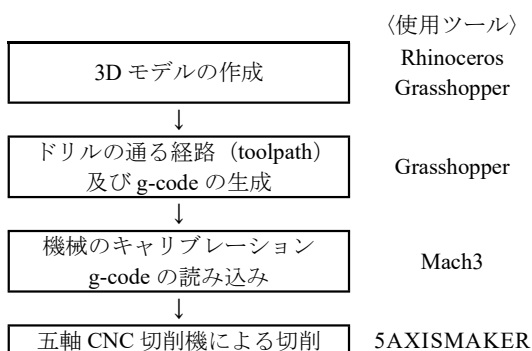 〈使用ツール〉
3D モデルの作成
Rhinoceros
Grasshopper
↓
ドリルの通る経路（toolpath）
及び g-code の生成
Grasshopper
↓
機械のキャリブレーション
g-code の読み込み
Mach3
↓
五軸 CNC 切削機による切削
5AXISMAKER